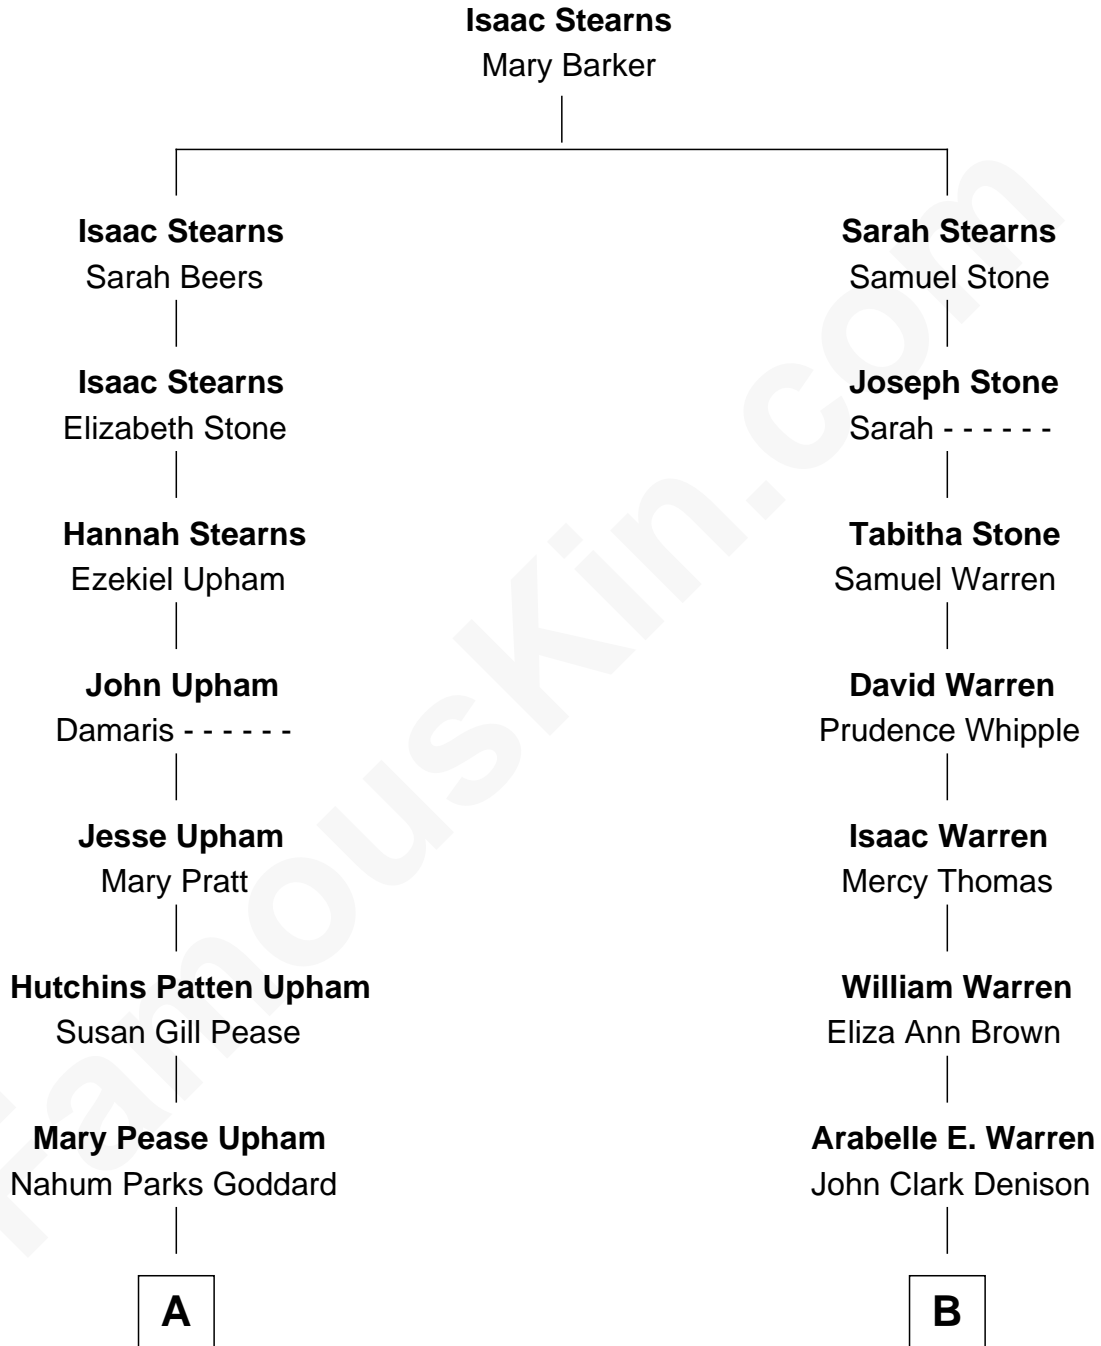 Isaac Stearns
Mary Barker
Isaac Stearns
Sarah Beers
Isaac Stearns
Elizabeth Stone
Hannah Stearns
Ezekiel Upham
John Upham
Damaris - - - - - -
Jesse Upham
Mary Pratt
Hutchins Patten Upham
Susan Gill Pease
Mary Pease Upham
Nahum Parks Goddard
A
Sarah Stearns
Samuel Stone
Joseph Stone
Sarah - - - - - -
Tabitha Stone
Samuel Warren
David Warren
Prudence Whipple
Isaac Warren
Mercy Thomas
William Warren
Eliza Ann Brown
Arabelle E. Warren
John Clark Denison
B
FamousKin.com